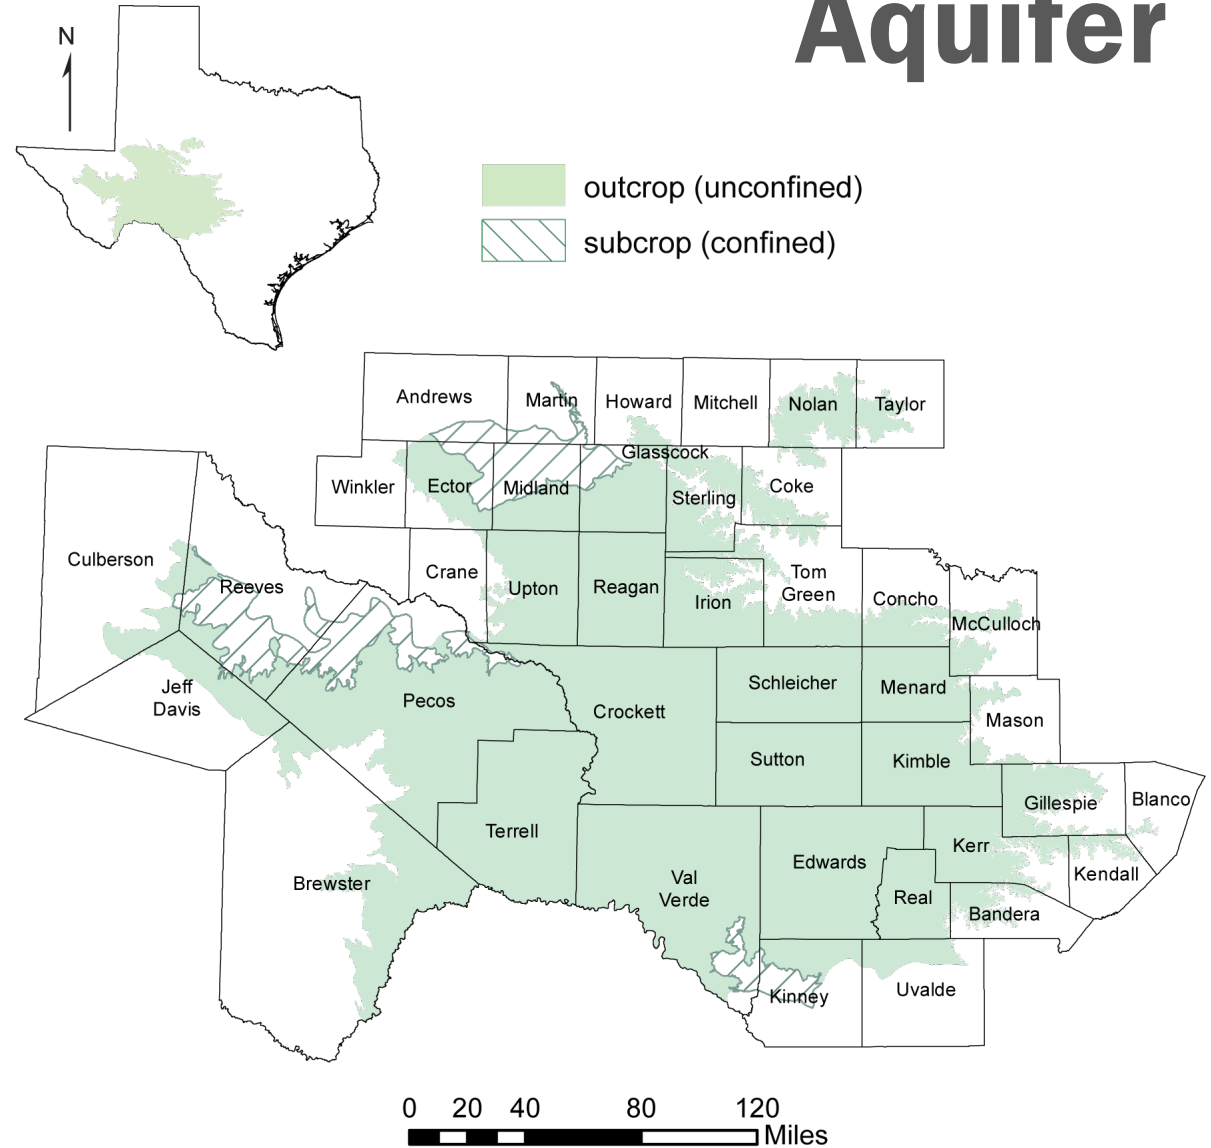 Aquifer
N
outcrop (unconfined)
subcrop (confined)
Andrews
Martin
Howard
Mitchell
Nolan
Taylor
Glasscock
Winkler
Ector
Midland
Sterling
Coke
Culberson
Reeves
Crane
Upton
Reagan
Irion
Tom
Green
Concho
McCulloch
Jeff
Davis
Pecos
Crockett
Schleicher
Menard
Mason
Sutton
Kimble
Gillespie
Blanco
Terrell
Edwards
Kerr
Kendall
Brewster
Val
Verde
Real
Bandera
Kinney
Uvalde
0 20 40 80 120
Miles